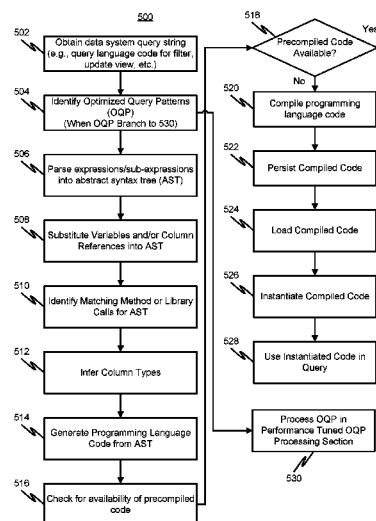 500
502
Obtain data system query string
(e.g., query language code for filter,
update view, etc.)
504
Identify Optimized Query Patterns
(OQP)
(When OQP Branch to 530)
506
Parse expressions/sub-expressions
into abstract syntax tree (AST)
508
Substitute Variables and/or Column
References into AST
510
Identify Matching Method or Library
Calls for AST
512
Infer Column Types
514
Generate Programming Language
Code from AST
516
Check for availability of precompiled
code
518
Precompiled Code
Available?
Yes
No
520
Compile programming
language code
522
Persist Compiled Code
524
Load Compiled Code
526
Instantiate Compiled Code
528
Use Instantiated Code in
Query
Process OQP in
Performance Tuned OQP
Processing Section
530